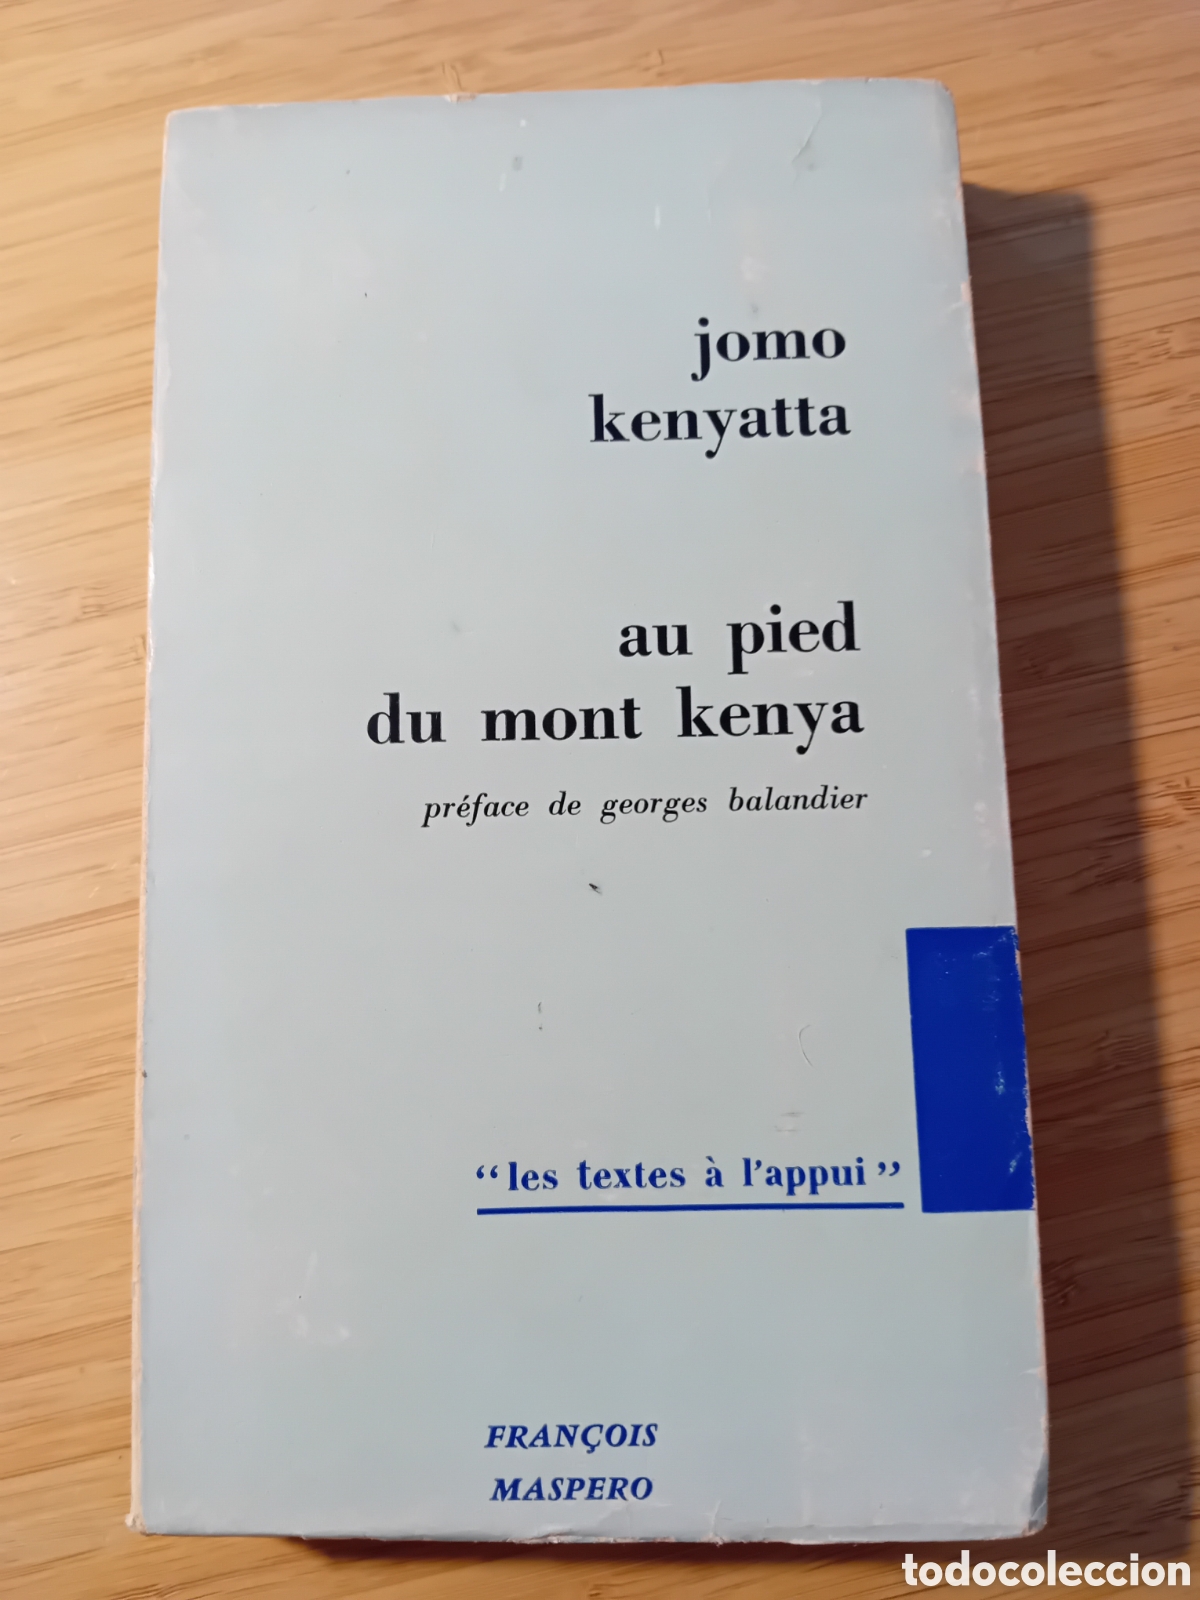 jomo
kenyatta
au pied
du mont kenya
préface de georges balandier
“les textes à l'appui”
FRANÇOIS
MASPERO
todocoleccion